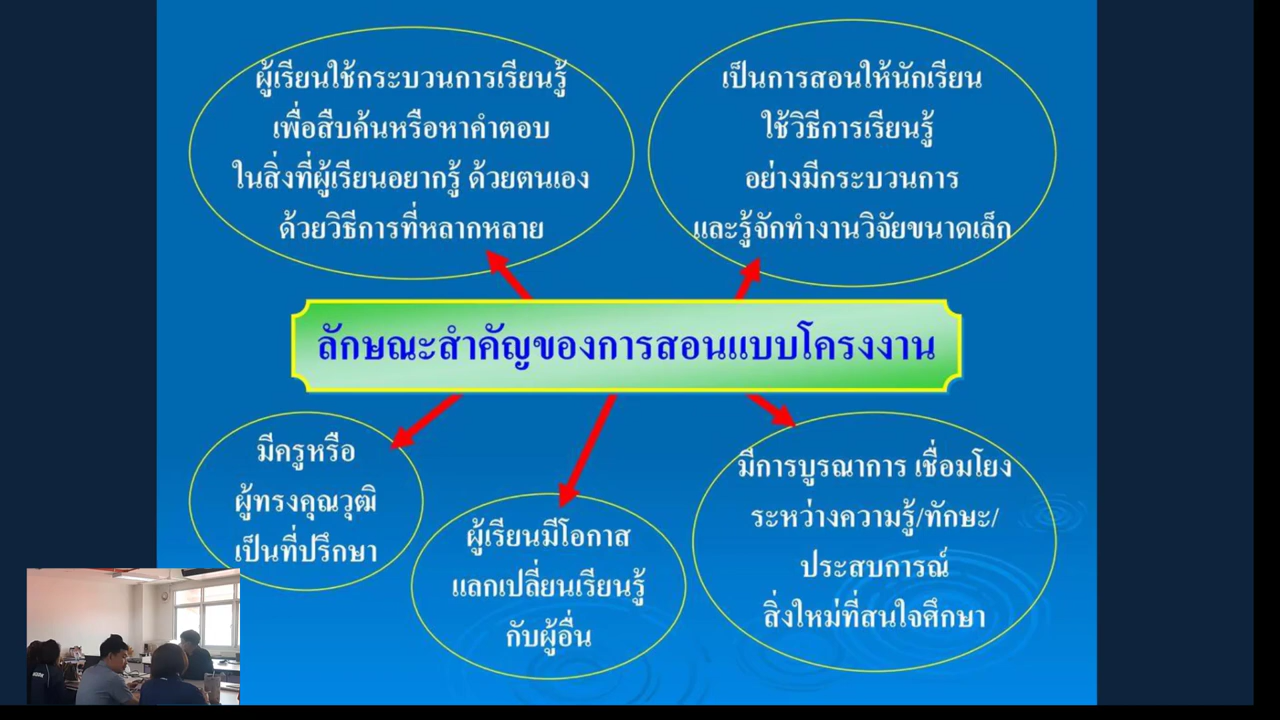 ผู้เรียนใช้กระบวนการเรียนรู้
เพื่อสืบค้นหรือหาคำตอบ
ในสิ่งที่ผู้เรียนอยากรู้ ด้วยตนเอง
ด้วยวิธีการที่หลากหลาย
เป็นการสอนให้นักเรียน
ใช้วิธีการเรียนรู้
อย่างมีกระบวนการ
และรู้จักทำงานวิจัยขนาดเล็ก
ลักษณะสำคัญของการสอนแบบโครงงาน
มีครูหรือ
ผู้ทรงคุณวุฒิ
เป็นที่ปรึกษา
ผู้เรียนมีโอกาส
แลกเปลี่ยนเรียนรู้
กับผู้อื่น
มีการบูรณาการ เชื่อมโยง
ระหว่างความรู้/ทักษะ/
ประสบการณ์
สิ่งใหม่ที่สนใจศึกษา